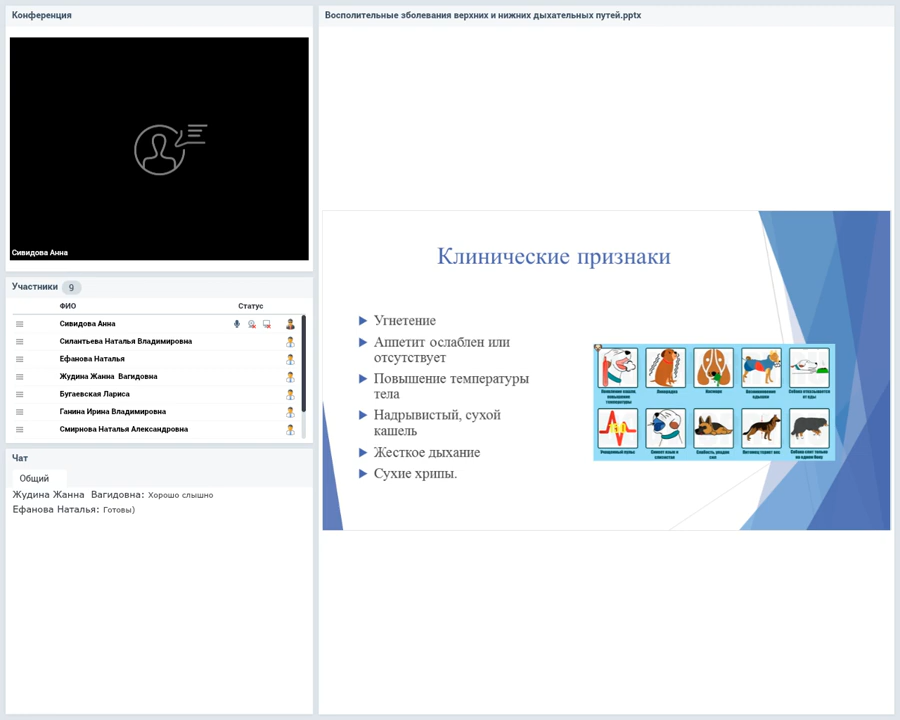 Конференция
Сивидова Анна
Участники 9
ФИО Статус
Сивидова Анна
Силантьева Наталья Владимировна
Ефанова Наталья
Жудина Жанна Вагидовна
Бугаевская Лариса
Ганина Ирина Владимировна
Смирнова Наталья Александровна
Чат
Общий
Жудина Жанна Вагидовна: Хорошо слышно
Ефанова Наталья: Готовы)
Восполительные зболевания верхних и нижних дыхательных путей.pptx
Клинические признаки
Угнетение
Аппетит ослаблен или
отсутствует
Повышение температуры
тела
Надрывистый, сухой
кашель
Жесткое дыхание
Сухие хрипы.